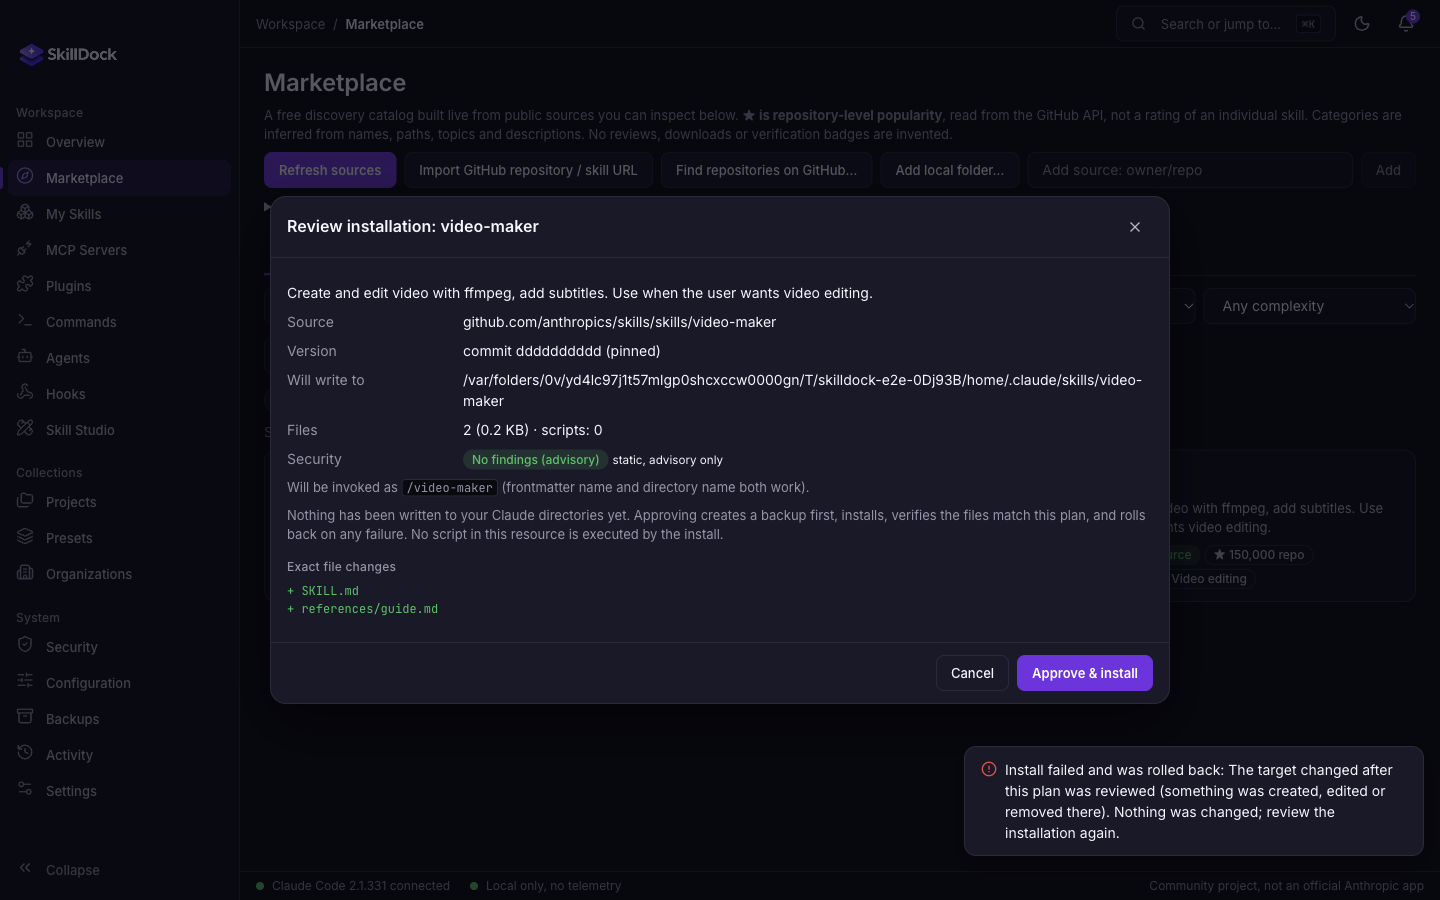 SkillDock
Workspace
Overview
Marketplace
My Skills
MCP Servers
Plugins
Commands
Agents
Hooks
Skill Studio
Collections
Projects
Presets
Organizations
System
Security
Configuration
Backups
Activity
Settings
Collapse
Workspace / Marketplace
Search or jump to... ⌘K
5
Marketplace
A free discovery catalog built live from public sources you can inspect below. ★ is repository-level popularity, read from the GitHub API, not a rating of an individual skill. Categories are
inferred from names, paths, topics and descriptions. No reviews, downloads or verification badges are invented.
Refresh sources
Import GitHub repository / skill URL
Find repositories on GitHub...
Add local folder...
Add source: owner/repo
Add
Any complexity
Review installation: video-maker
Create and edit video with ffmpeg, add subtitles. Use when the user wants video editing.
Source github.com/anthropics/skills/skills/video-maker
Version commit dddddddddd (pinned)
Will write to /var/folders/0v/yd4lc97j1t57mlgp0shcxccw0000gn/T/skilldock-e2e-0Dj93B/home/.claude/skills/video-
maker
Files 2 (0.2 KB) · scripts: 0
Security No findings (advisory) static, advisory only
Will be invoked as /video-maker (frontmatter name and directory name both work).
Nothing has been written to your Claude directories yet. Approving creates a backup first, installs, verifies the files match this plan, and rolls
back on any failure. No script in this resource is executed by the install.
Exact file changes
+ SKILL.md
+ references/guide.md
Cancel
Approve & install
with ffmpeg, add subtitles. Use
video editing.
★ 150,000 repo
Video editing
Install failed and was rolled back: The target changed after
this plan was reviewed (something was created, edited or
removed there). Nothing was changed; review the
installation again.
Claude Code 2.1.331 connected
Local only, no telemetry
Community project, not an official Anthropic app